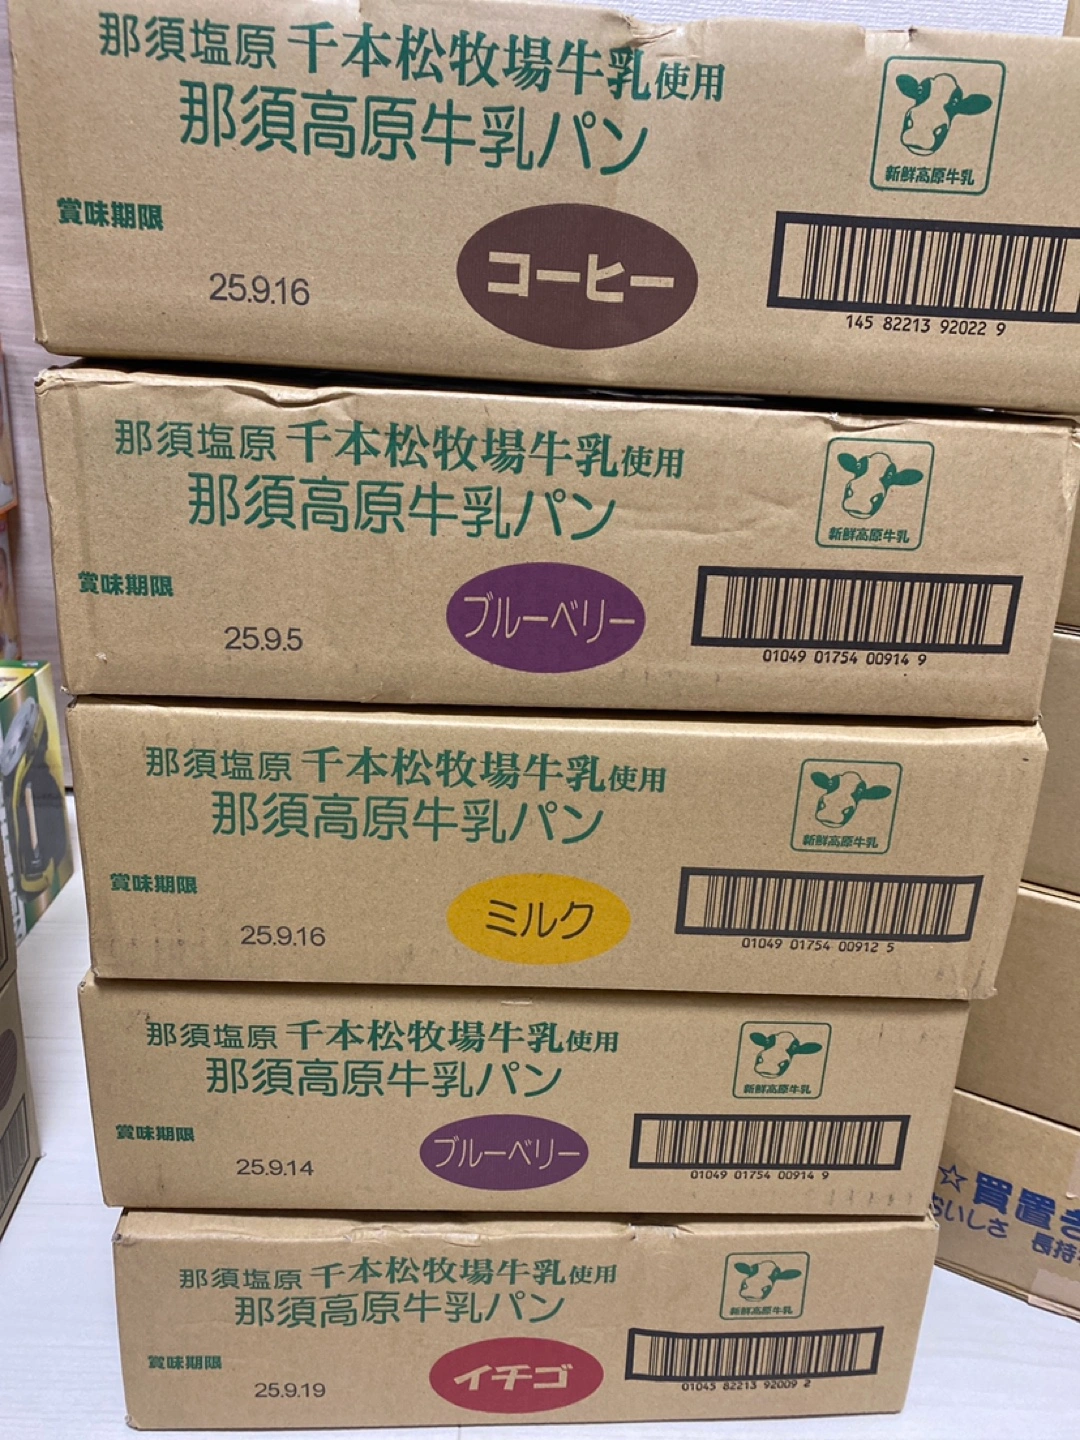 那須塩原 千本松牧場牛乳使用
那須高原牛乳パン
新鮮高原牛乳
賞味期限
25.9.16
コーヒー
145 82213 92022 9
那須塩原 千本松牧場牛乳使用
那須高原牛乳パン
新鮮高原牛乳
賞味期限
25.9.5
ブルーベリー
01049 01754 00914 9
那須塩原 千本松牧場牛乳使用
那須高原牛乳パン
新鮮高原牛乳
賞味期限
25.9.16
ミルク
01049 01754 00912 5
那須塩原 千本松牧場牛乳使用
那須高原牛乳パン
新鮮高原牛乳
賞味期限
25.9.14
ブルーベリー
01049 01754 00914 9
那須塩原 千本松牧場牛乳使用
那須高原牛乳パン
新鮮高原牛乳
賞味期限
25.9.19
イチゴ
01045 82213 92009 2
☆買置き
おいしさ 長持